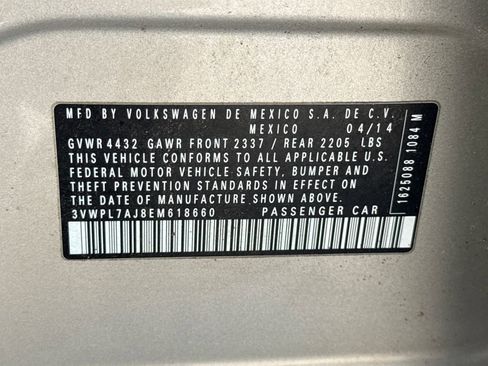 MFD BY VOLKSWAGEN DE MEXICO S.A. DE C.V.
MEXICO 04/14
GVWR4432 GAWR FRONT 2337 / REAR 2205 LBS
THIS VEHICLE CONFORMS TO ALL APPLICABLE U.S.
FEDERAL MOTOR VEHICLE SAFETY, BUMPER AND
THEFT PREVENTION STANDARDS IN EFFECT ON
THE DATE OF MANUFACTURE SHOWN ABOVE.
3VWPL7AJ8EM618660 PASSENGER CAR
1625088 1084 M